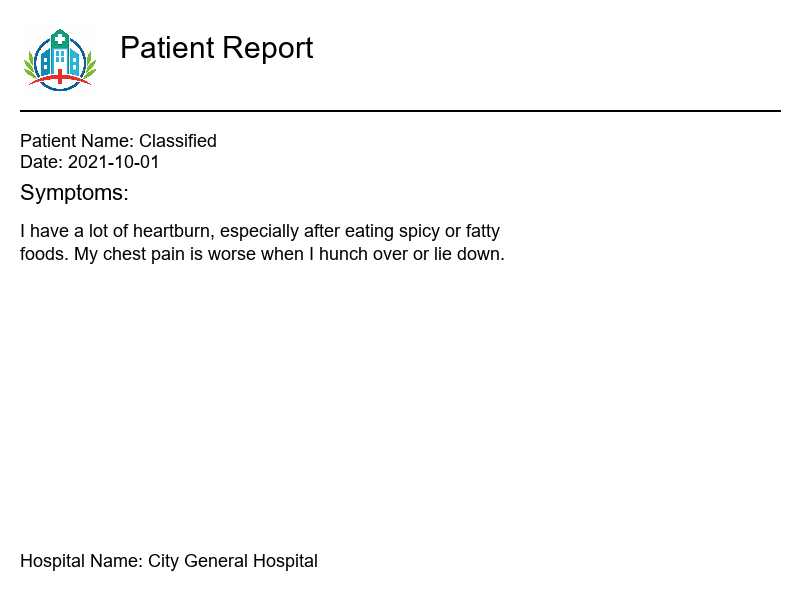 Patient Report
Patient Name: Classified
Date: 2021-10-01
Symptoms:
I have a lot of heartburn, especially after eating spicy or fatty
foods. My chest pain is worse when I hunch over or lie down.
Hospital Name: City General Hospital